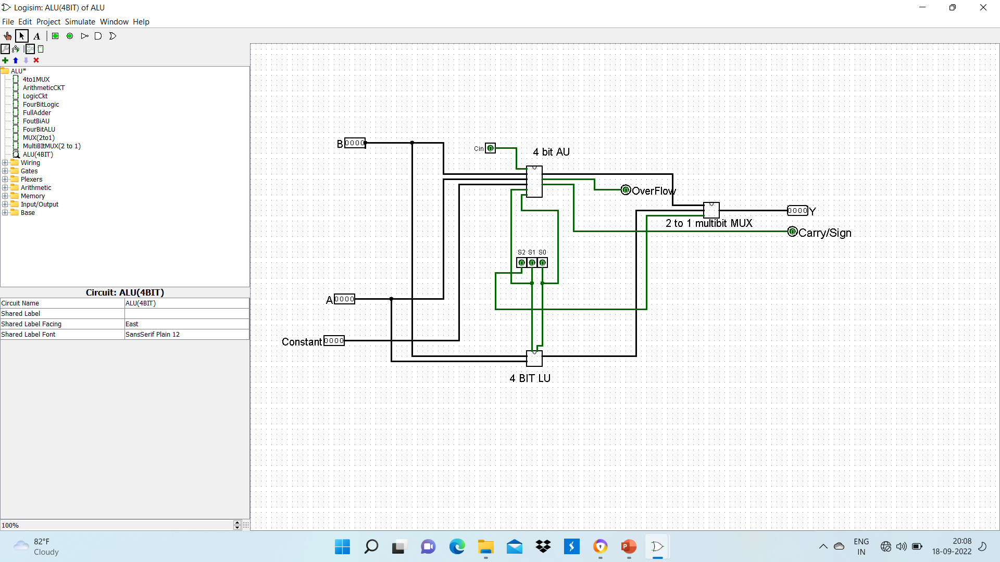 Logisim: ALU(4BIT) of ALU
File Edit Project Simulate Window Help
A
ALU*
4to1MUX
ArithmeticCKT
LogicCkt
FourBitLogic
FullAdder
FoutBiAU
FourBitALU
MUX(2to1)
MultiBItMUX(2 to 1)
ALU(4BIT)
Wiring
Gates
Plexers
Arithmetic
Memory
Input/Output
Base
Circuit: ALU(4BIT)
Circuit Name ALU(4BIT)
Shared Label
Shared Label Facing East
Shared Label Font SansSerif Plain 12
100%
B 0000
Cin 0
4 bit AU
0 OverFlow
0000 Y
2 to 1 multibit MUX
0 Carry/Sign
S2 S1 S0
0 0 0
A 0000
Constant 0000
4 BIT LU
82°F
Cloudy
ENG
IN
20:08
18-09-2022